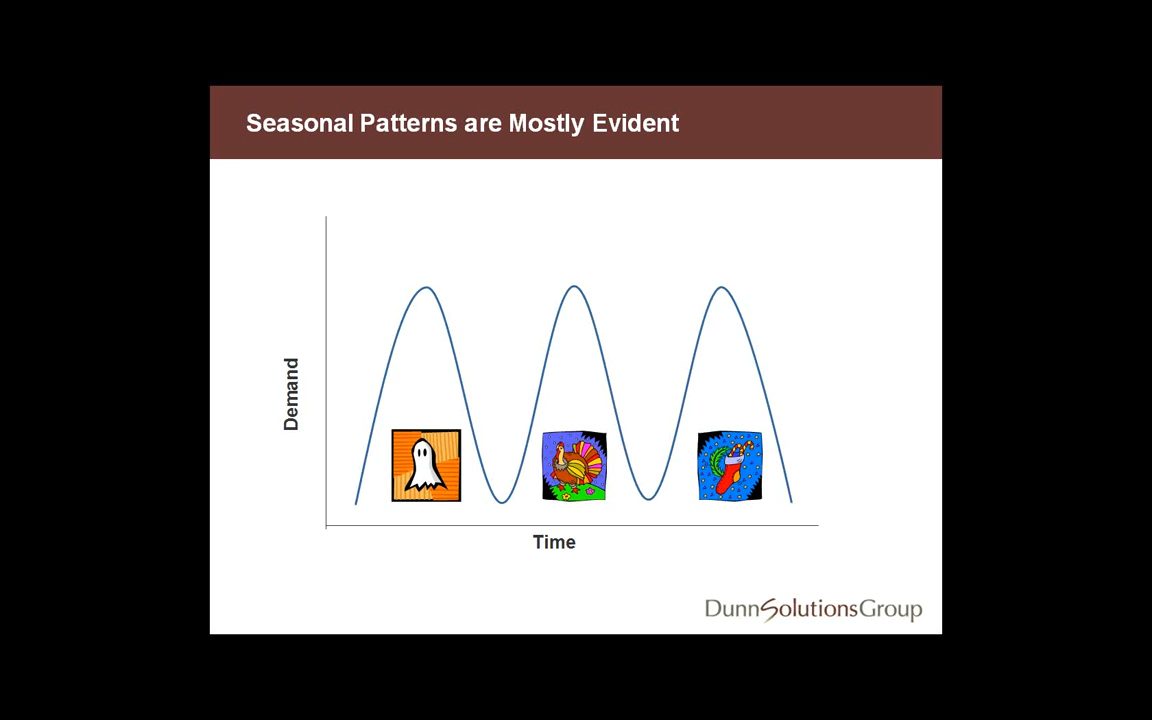 Seasonal Patterns are Mostly Evident
Demand
Time
DunnSolutionsGroup